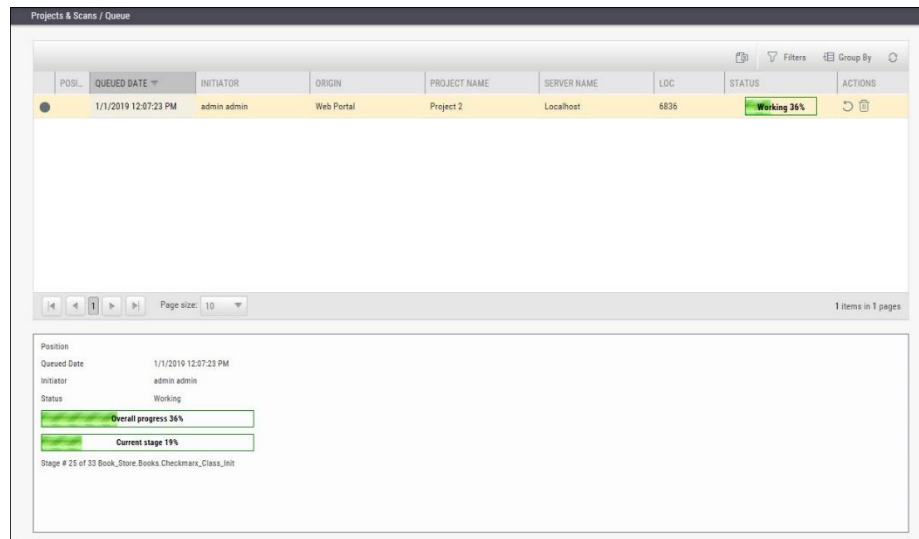 Projects & Scans / Queue
Filters Group By
POSI... QUEUED DATE INITIATOR ORIGIN PROJECT NAME SERVER NAME LOC STATUS ACTIONS
1/1/2019 12:07:23 PM admin admin Web Portal Project 2 Localhost 6836 Working 36%
1 Page size: 10 1 items in 1 pages
Position
Queued Date 1/1/2019 12:07:23 PM
Initiator admin admin
Status Working
Overall progress 36%
Current stage 19%
Stage # 25 of 33 Book_Store.Books.Checkmarx_Class_Init